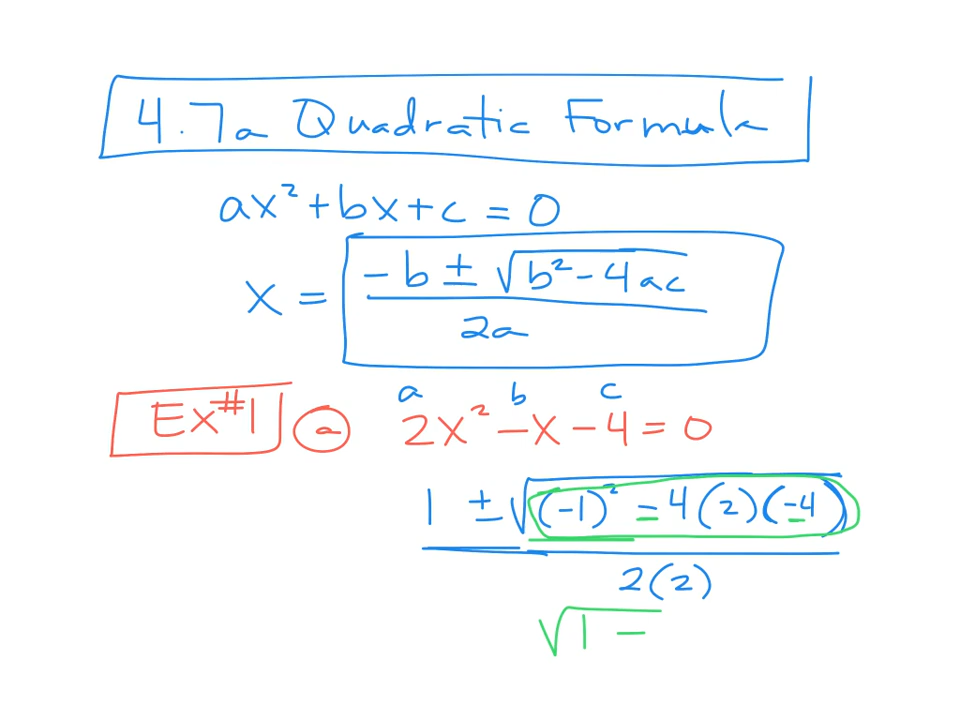 4.7a Quadratic Formula
ax²+bx+c = 0
x = (-b ± √(b²-4ac)) / 2a
a b c
Ex#1 a 2x² -x -4 = 0
1 ± √((-1)² = 4(2)(-4))
2(2)
√1 -